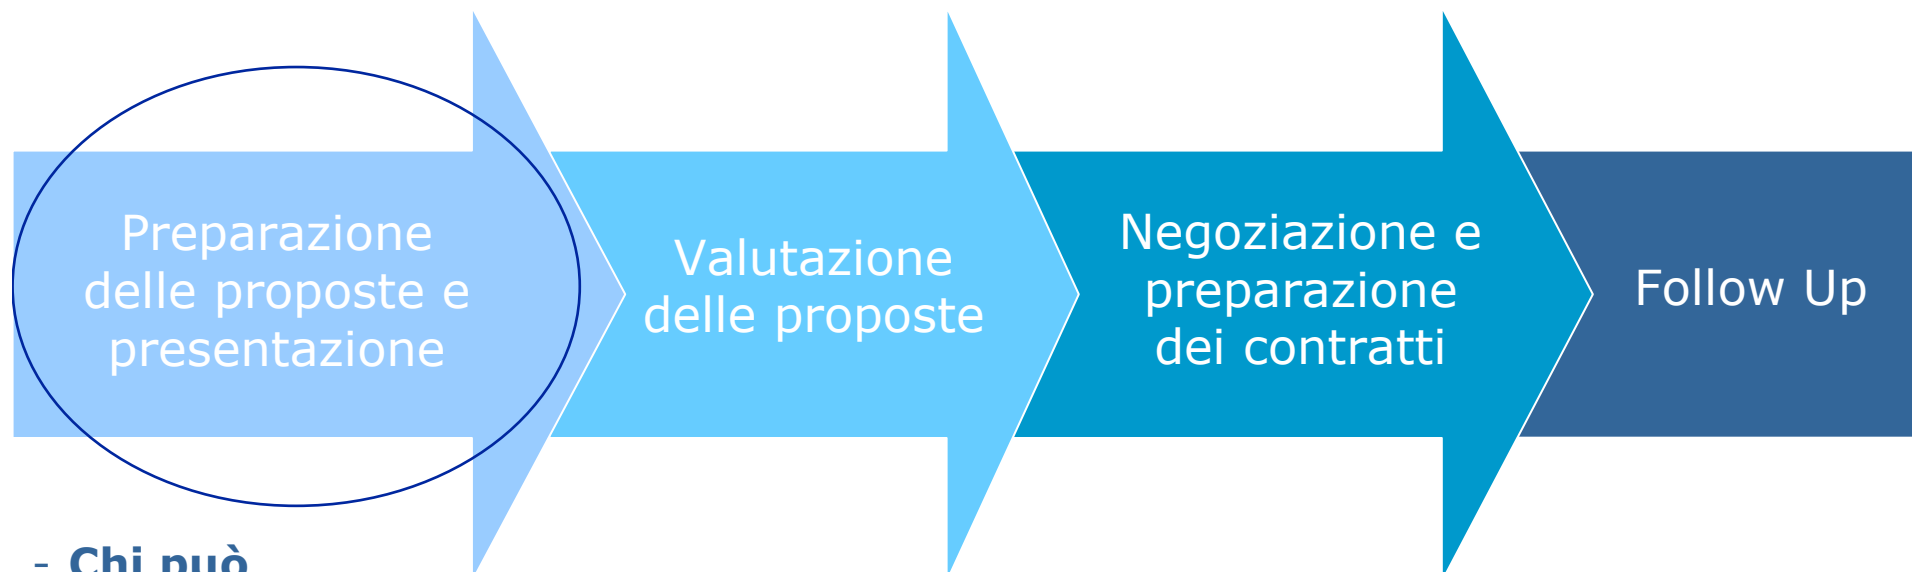 Preparazione
delle proposte e
presentazione
Valutazione
delle proposte
Negoziazione e
preparazione
dei contratti
Follow Up
- Chi può